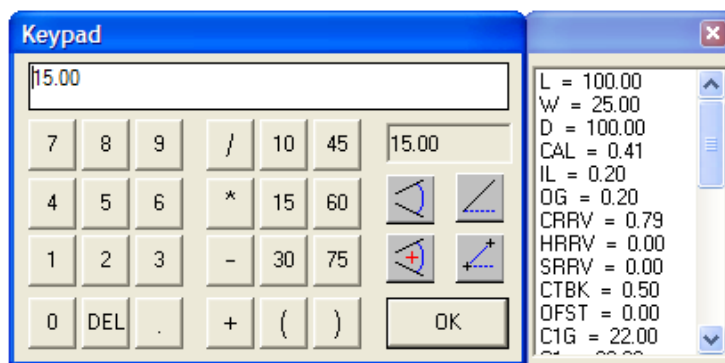 Keypad
15.00
7 8 9 / 10 45 15.00
4 5 6 * 15 60
1 2 3 - 30 75
0 DEL . + ( ) OK
L = 100.00
W = 25.00
D = 100.00
CAL = 0.41
IL = 0.20
OG = 0.20
CRRV = 0.79
HRRV = 0.00
SRRV = 0.00
CTBK = 0.50
OFST = 0.00
C1G = 22.00